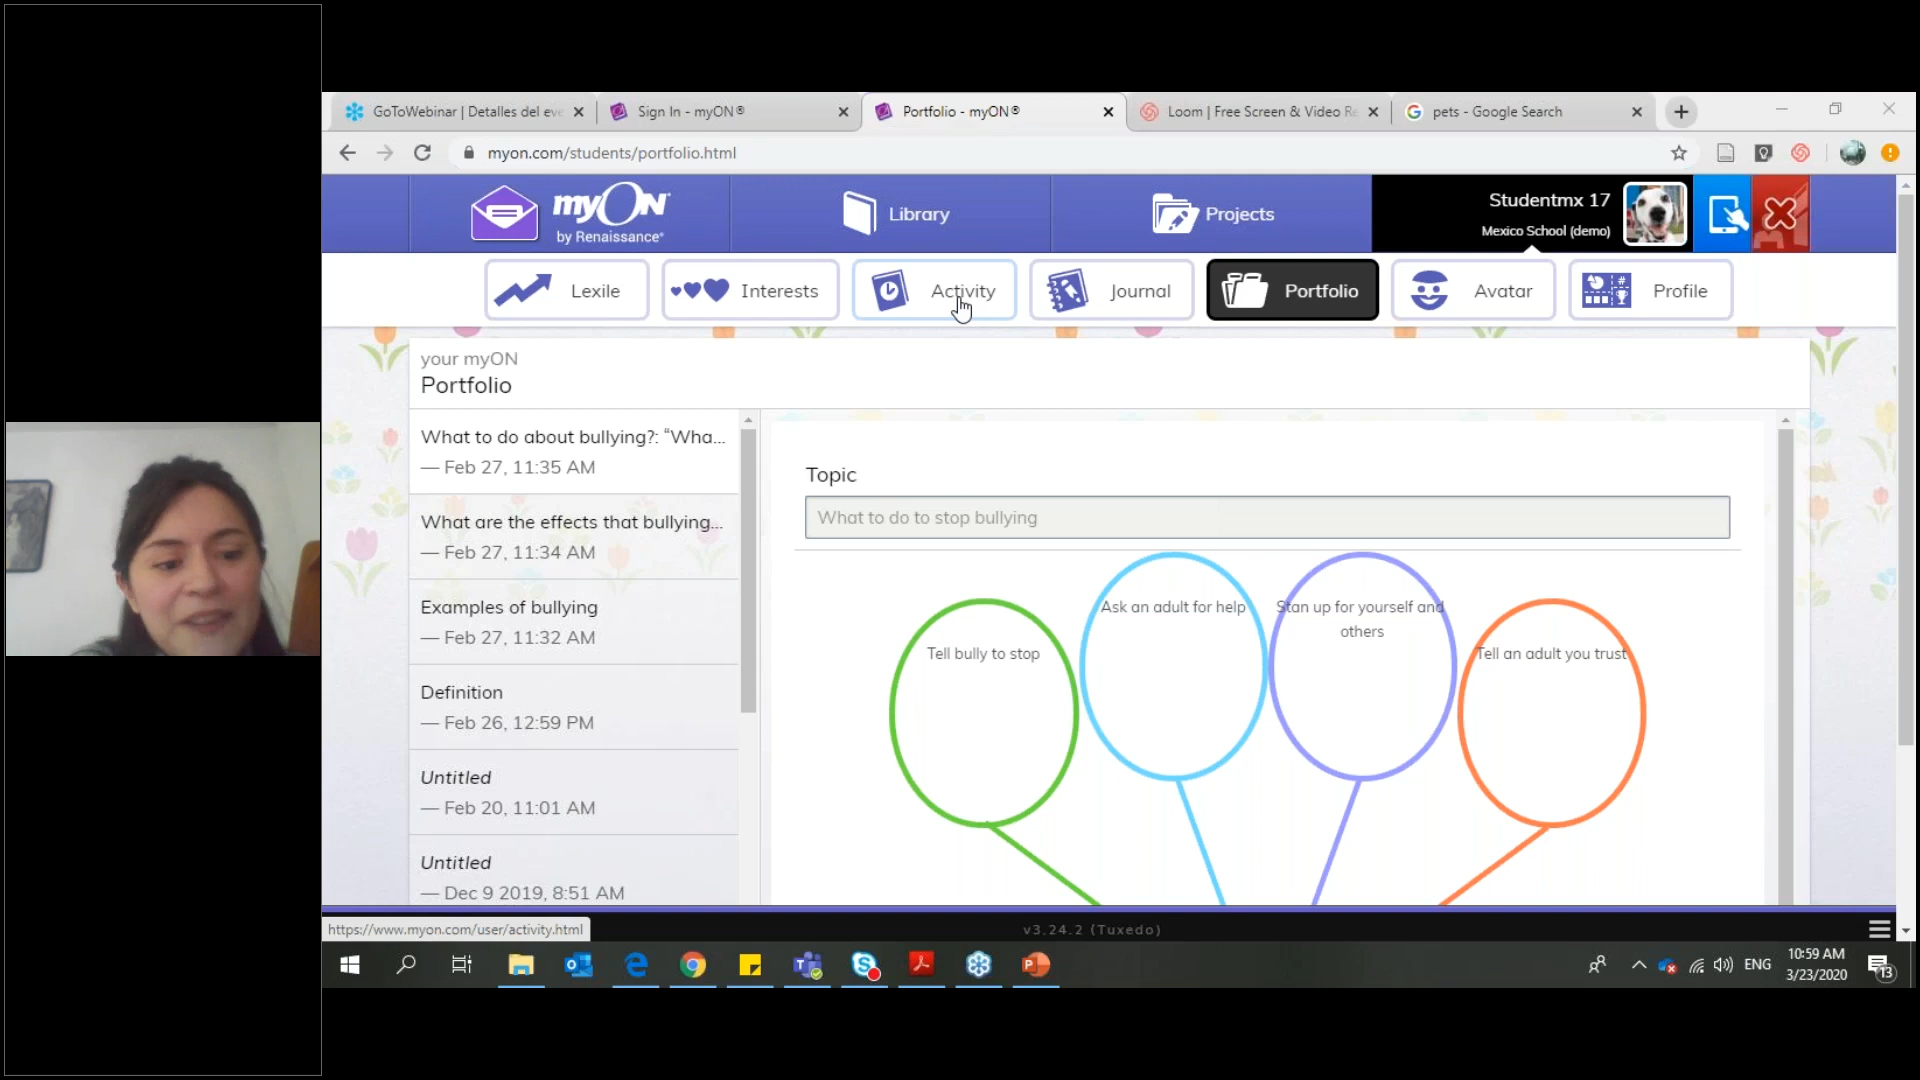 GoToWebinar | Detalles del eve
Sign In - myON®
Portfolio - myON®
Loom | Free Screen & Video Re
pets - Google Search
myon.com/students/portfolio.html
myON
by Renaissance®
Library
Projects
Studentmx 17
Mexico School (demo)
Lexile
Interests
Activity
Journal
Portfolio
Avatar
Profile
your myON
Portfolio
What to do about bullying?: “Wha...
— Feb 27, 11:35 AM
What are the effects that bullying...
— Feb 27, 11:34 AM
Examples of bullying
— Feb 27, 11:32 AM
Definition
— Feb 26, 12:59 PM
Untitled
— Feb 20, 11:01 AM
Untitled
— Dec 9 2019, 8:51 AM
Topic
What to do to stop bullying
Tell bully to stop
Ask an adult for help
Stan up for yourself and
others
Tell an adult you trust
https://www.myon.com/user/activity.html
v3.24.2 (Tuxedo)
ENG
10:59 AM
3/23/2020
13